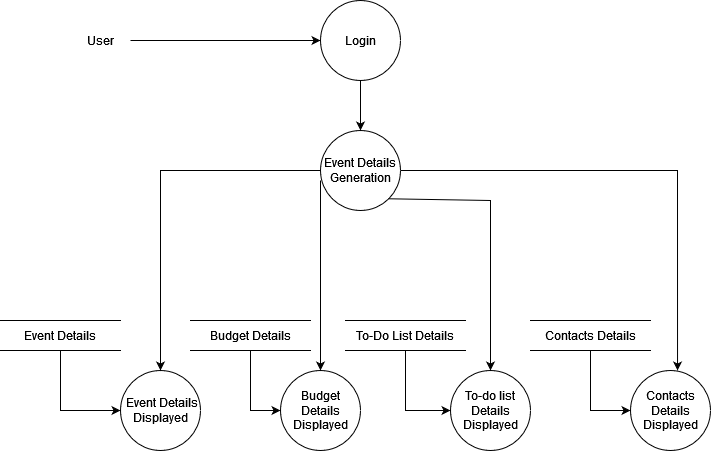 User
Login
Event Details
Generation
Event Details
Budget Details
To-Do List Details
Contacts Details
Event Details
Displayed
Budget
Details
Displayed
To-do list
Details
Displayed
Contacts
Details
Displayed